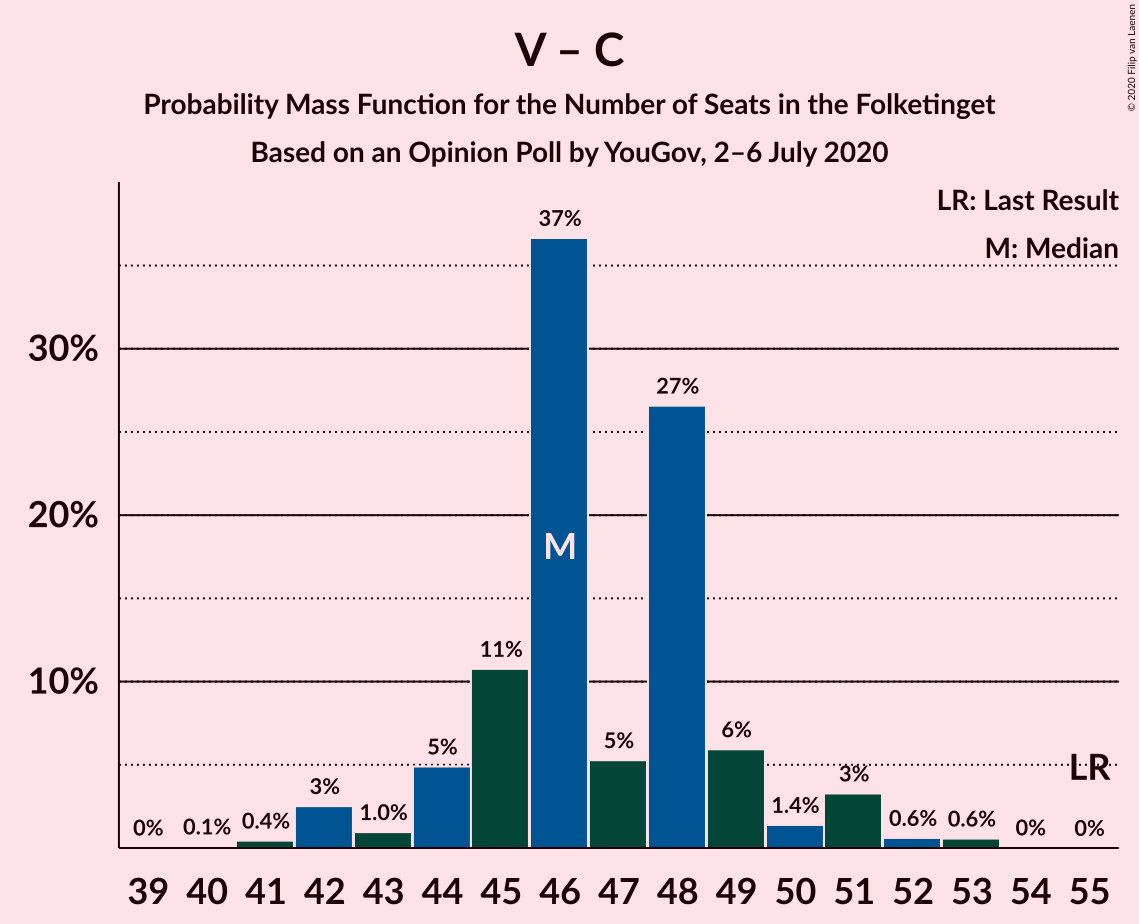 V – C
Probability Mass Function for the Number of Seats in the Folketinget
Based on an Opinion Poll by YouGov, 2–6 July 2020
© 2020 Filip van Laenen
LR: Last Result
M: Median
30%
20%
10%
0%
0.1%
0.4%
3%
1.0%
5%
11%
37%
5%
27%
6%
1.4%
3%
0.6%
0.6%
0%
0%
M
LR
39 40 41 42 43 44 45 46 47 48 49 50 51 52 53 54 55